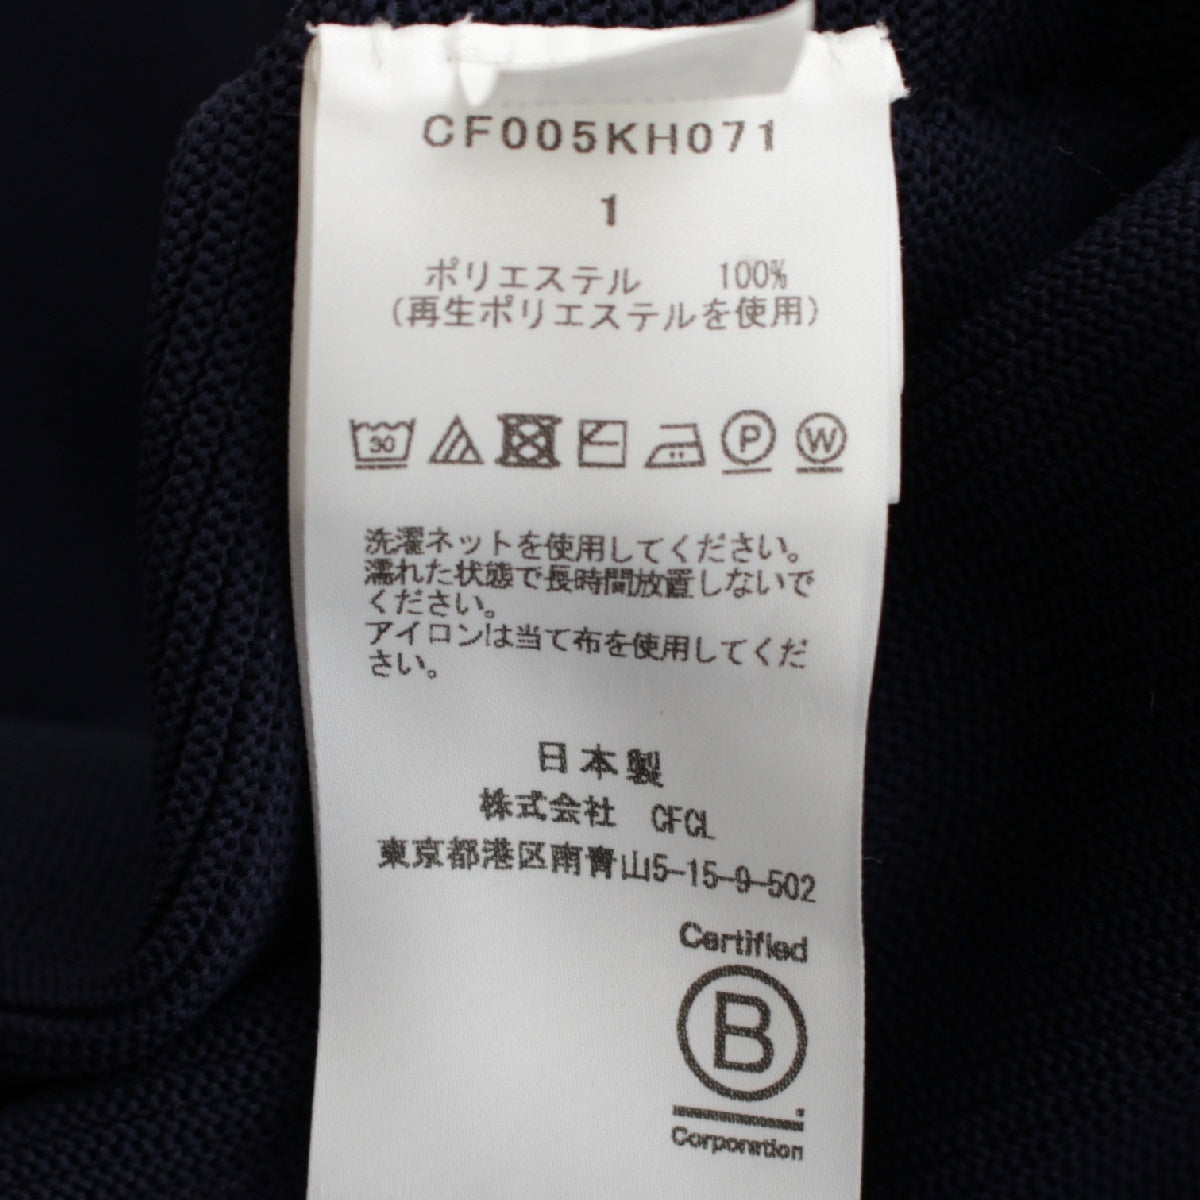 CF005KH071
1
ポリエステル 100%
(再生ポリエステルを使用)
30 P W
洗濯ネットを使用してください。
濡れた状態で長時間放置しないで
ください。
アイロンは当て布を使用してくだ
さい。
日本製
株式会社 CFCL
東京都港区南青山5-15-9-502
Certified
B
Corporation